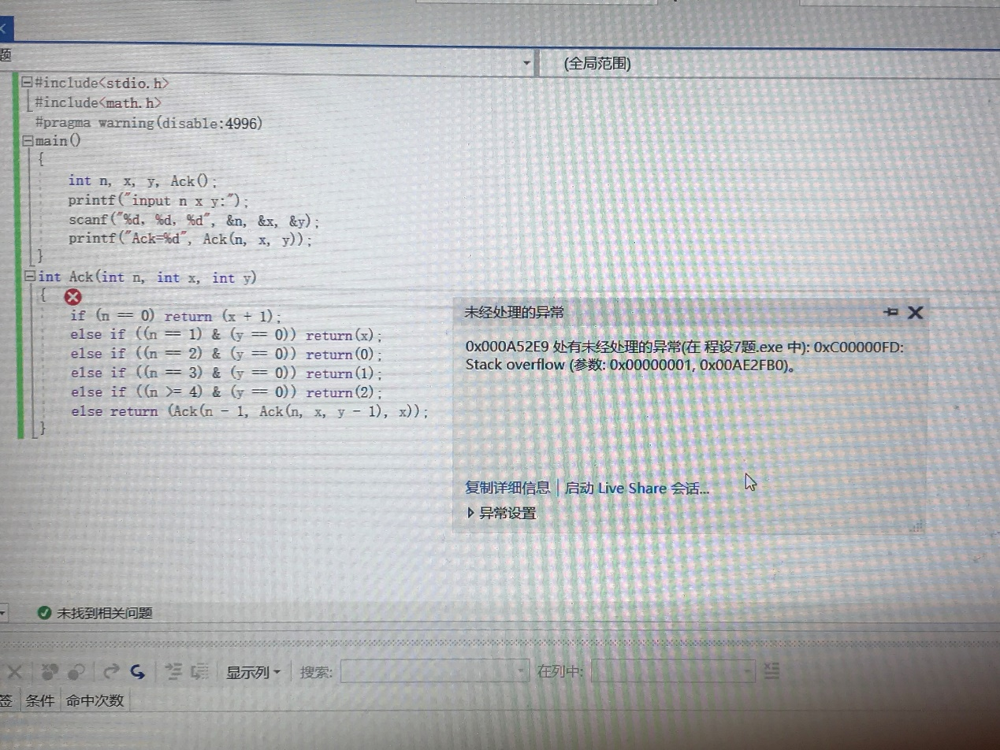 题
(全局范围)
#include<stdio.h>
#include<math.h>
#pragma warning(disable:4996)
main()
{
int n, x, y, Ack();
printf("input n x y:");
scanf("%d, %d, %d", &n, &x, &y);
printf("Ack=%d", Ack(n, x, y));
}
int Ack(int n, int x, int y)
{
if (n == 0) return (x + 1);
else if ((n == 1) & (y == 0)) return(x);
else if ((n == 2) & (y == 0)) return(0);
else if ((n == 3) & (y == 0)) return(1);
else if ((n >= 4) & (y == 0)) return(2);
else return (Ack(n - 1, Ack(n, x, y - 1), x));
}
未经处理的异常
0x000A52E9 处有未经处理的异常(在 程设7题.exe 中): 0xC00000FD:
Stack overflow (参数: 0x00000001, 0x00AE2FB0)。
复制详细信息 | 启动 Live Share 会话...
异常设置
未找到相关问题
显示列 搜索: 在列中:
签 条件 命中次数